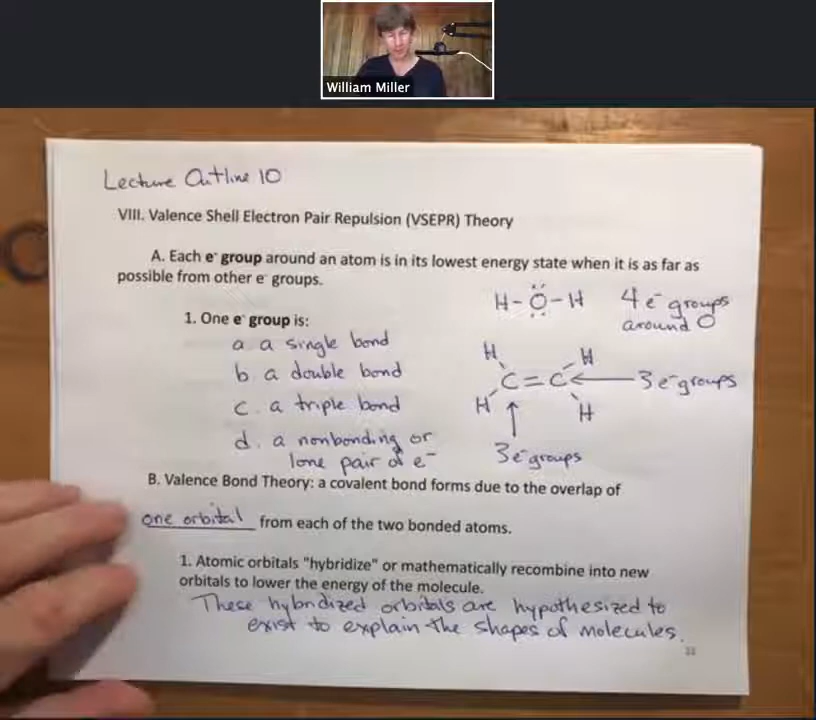 William Miller
Lecture Outline 10
VIII. Valence Shell Electron Pair Repulsion (VSEPR) Theory
A. Each e⁻ group around an atom is in its lowest energy state when it is as far as
possible from other e⁻ groups.
H-Ö-H 4 e⁻ groups
around O
1. One e⁻ group is:
a. a single bond
b. a double bond
c. a triple bond
d. a nonbonding or
lone pair of e⁻
H H
C=C ← 3 e⁻ groups
H H
3 e⁻ groups
B. Valence Bond Theory: a covalent bond forms due to the overlap of
one orbital from each of the two bonded atoms.
1. Atomic orbitals "hybridize" or mathematically recombine into new
orbitals to lower the energy of the molecule.
These hybridized orbitals are hypothesized to
exist to explain the shapes of molecules.